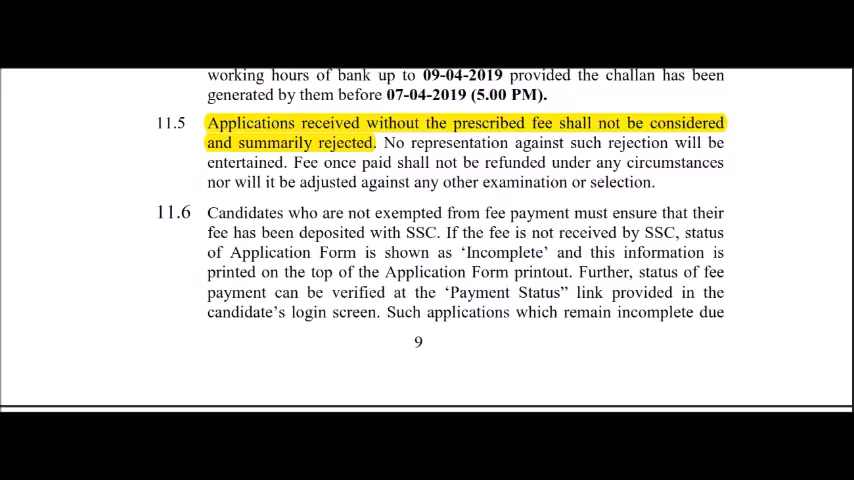 working hours of bank up to 09-04-2019 provided the challan has been
generated by them before 07-04-2019 (5.00 PM).
11.5 Applications received without the prescribed fee shall not be considered
and summarily rejected. No representation against such rejection will be
entertained. Fee once paid shall not be refunded under any circumstances
nor will it be adjusted against any other examination or selection.
11.6 Candidates who are not exempted from fee payment must ensure that their
fee has been deposited with SSC. If the fee is not received by SSC, status
of Application Form is shown as ‘Incomplete’ and this information is
printed on the top of the Application Form printout. Further, status of fee
payment can be verified at the ‘Payment Status” link provided in the
candidate’s login screen. Such applications which remain incomplete due
9